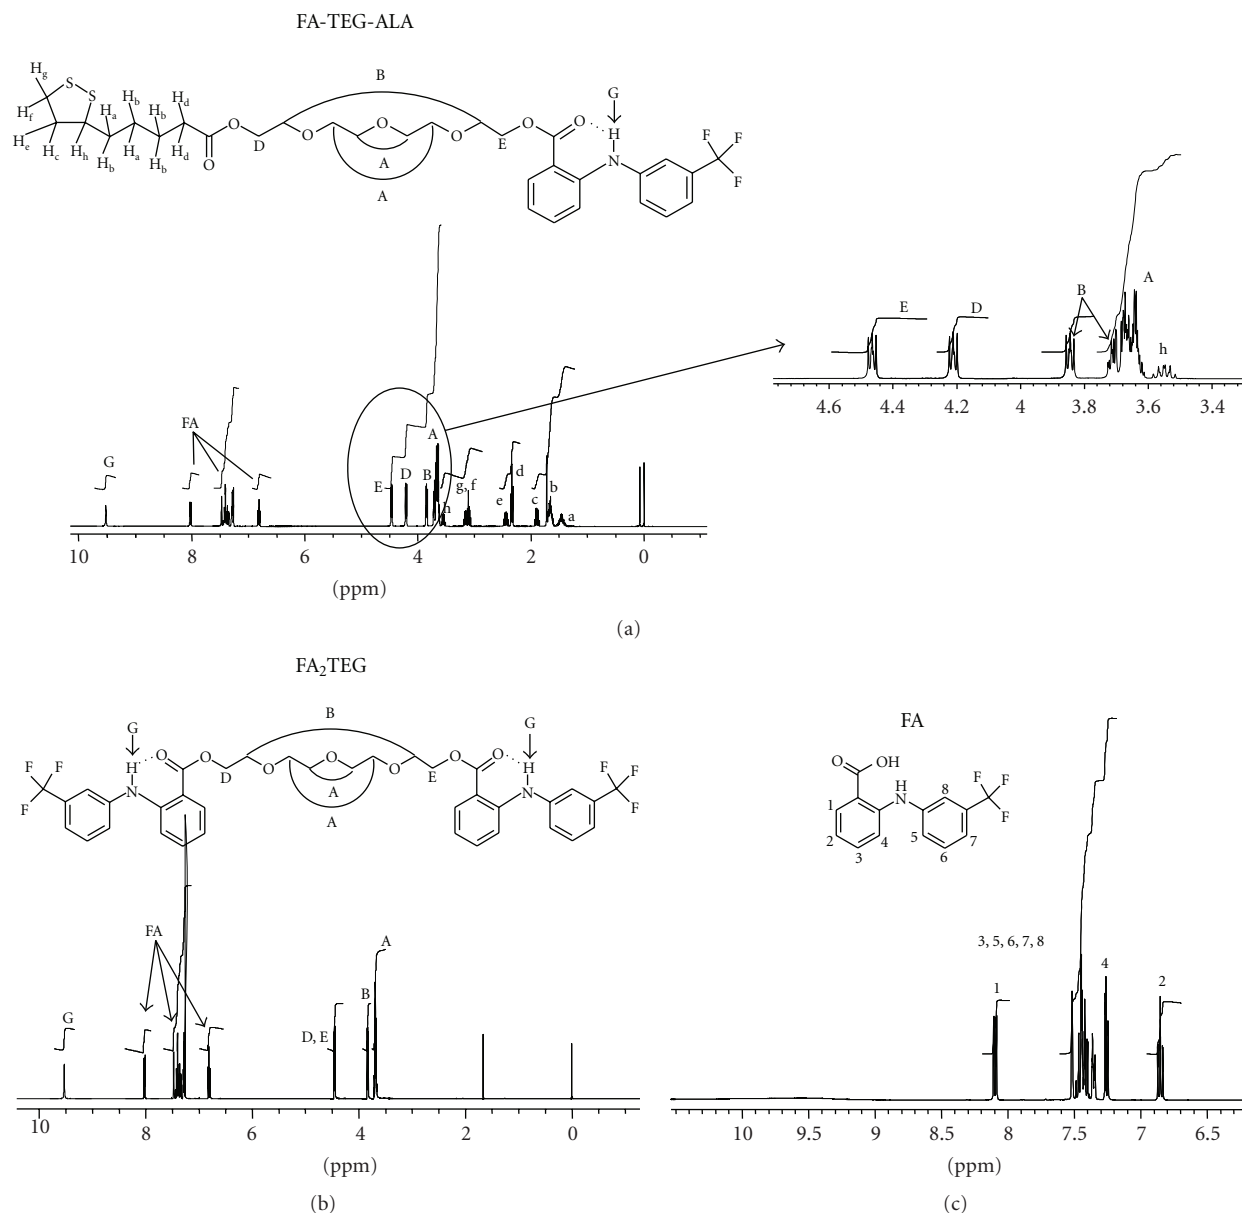 FA-TEG-ALA
B
G
Hg
S
S
Hf
Ha
Hb
Hb
Hd
He
Hc
Hh
Hb
Ha
Hb
Hd
O
O
D
O
O
O
E
O
O
H
N
F
F
F
A
A
FA
G
E
D
B
A
h
g, f
e
d
c
b
a
10 8 6 4 2 0
(ppm)
E
D
B
A
h
4.6 4.4 4.2 4 3.8 3.6 3.4
(a)
FA2TEG
B
G
G
F
F
F
H
N
O
O
D
O
O
O
E
O
O
H
N
F
F
F
A
A
FA
G
D, E
B
A
10 8 6 4 2 0
(ppm)
(b)
FA
O
OH
H
N
F
F
F
1
2
3
4
5
6
7
8
3, 5, 6, 7, 8
1
4
2
10 9 8.5 8 7.5 7 6.5
(ppm)
(c)